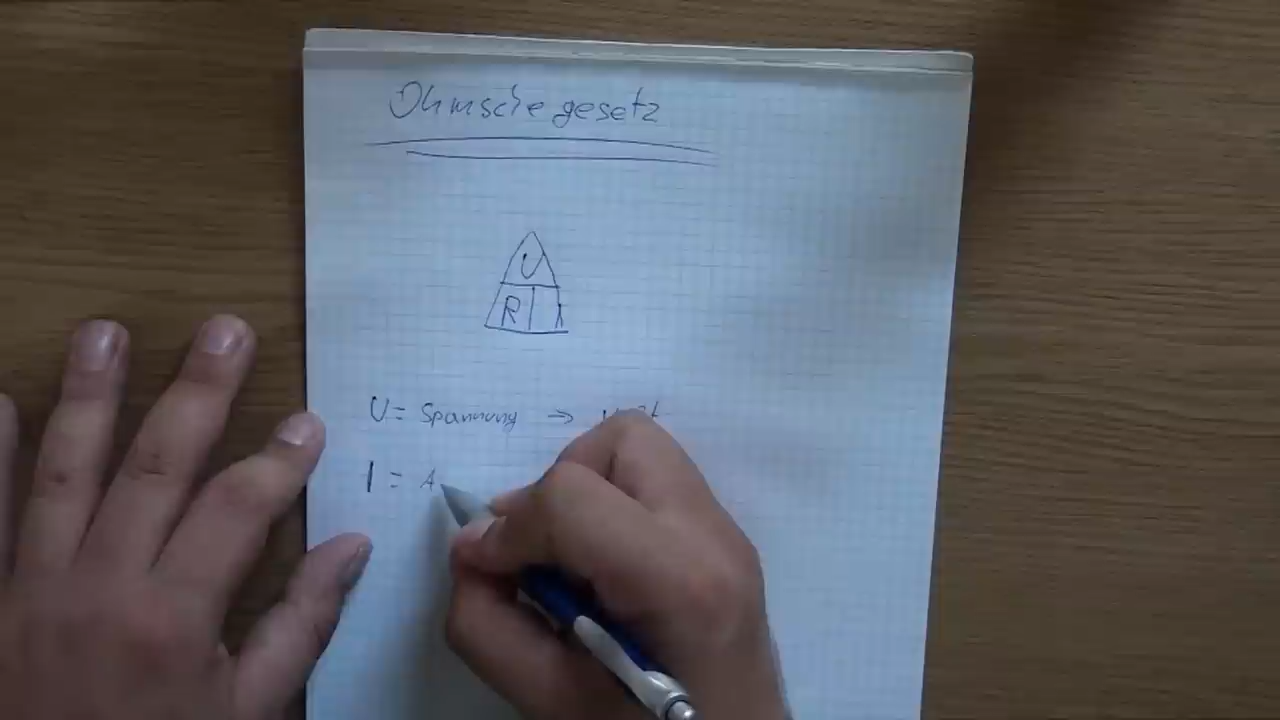 Ohmsche gesetz
U
R I
U = Spannung →
I = A